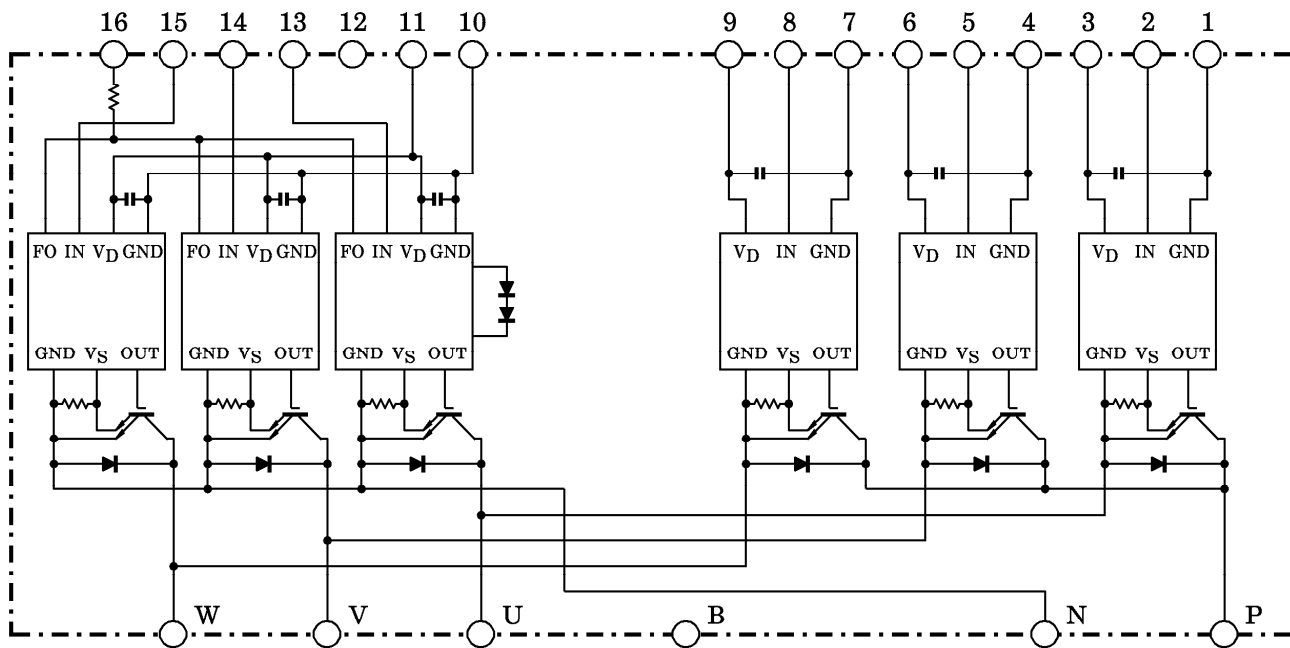 16 15 14 13 12 11 10 9 8 7 6 5 4 3 2 1
FO IN VD GND FO IN VD GND FO IN VD GND VD IN GND VD IN GND VD IN GND
GND VS OUT GND VS OUT GND VS OUT GND VS OUT GND VS OUT GND VS OUT
W V U B N P